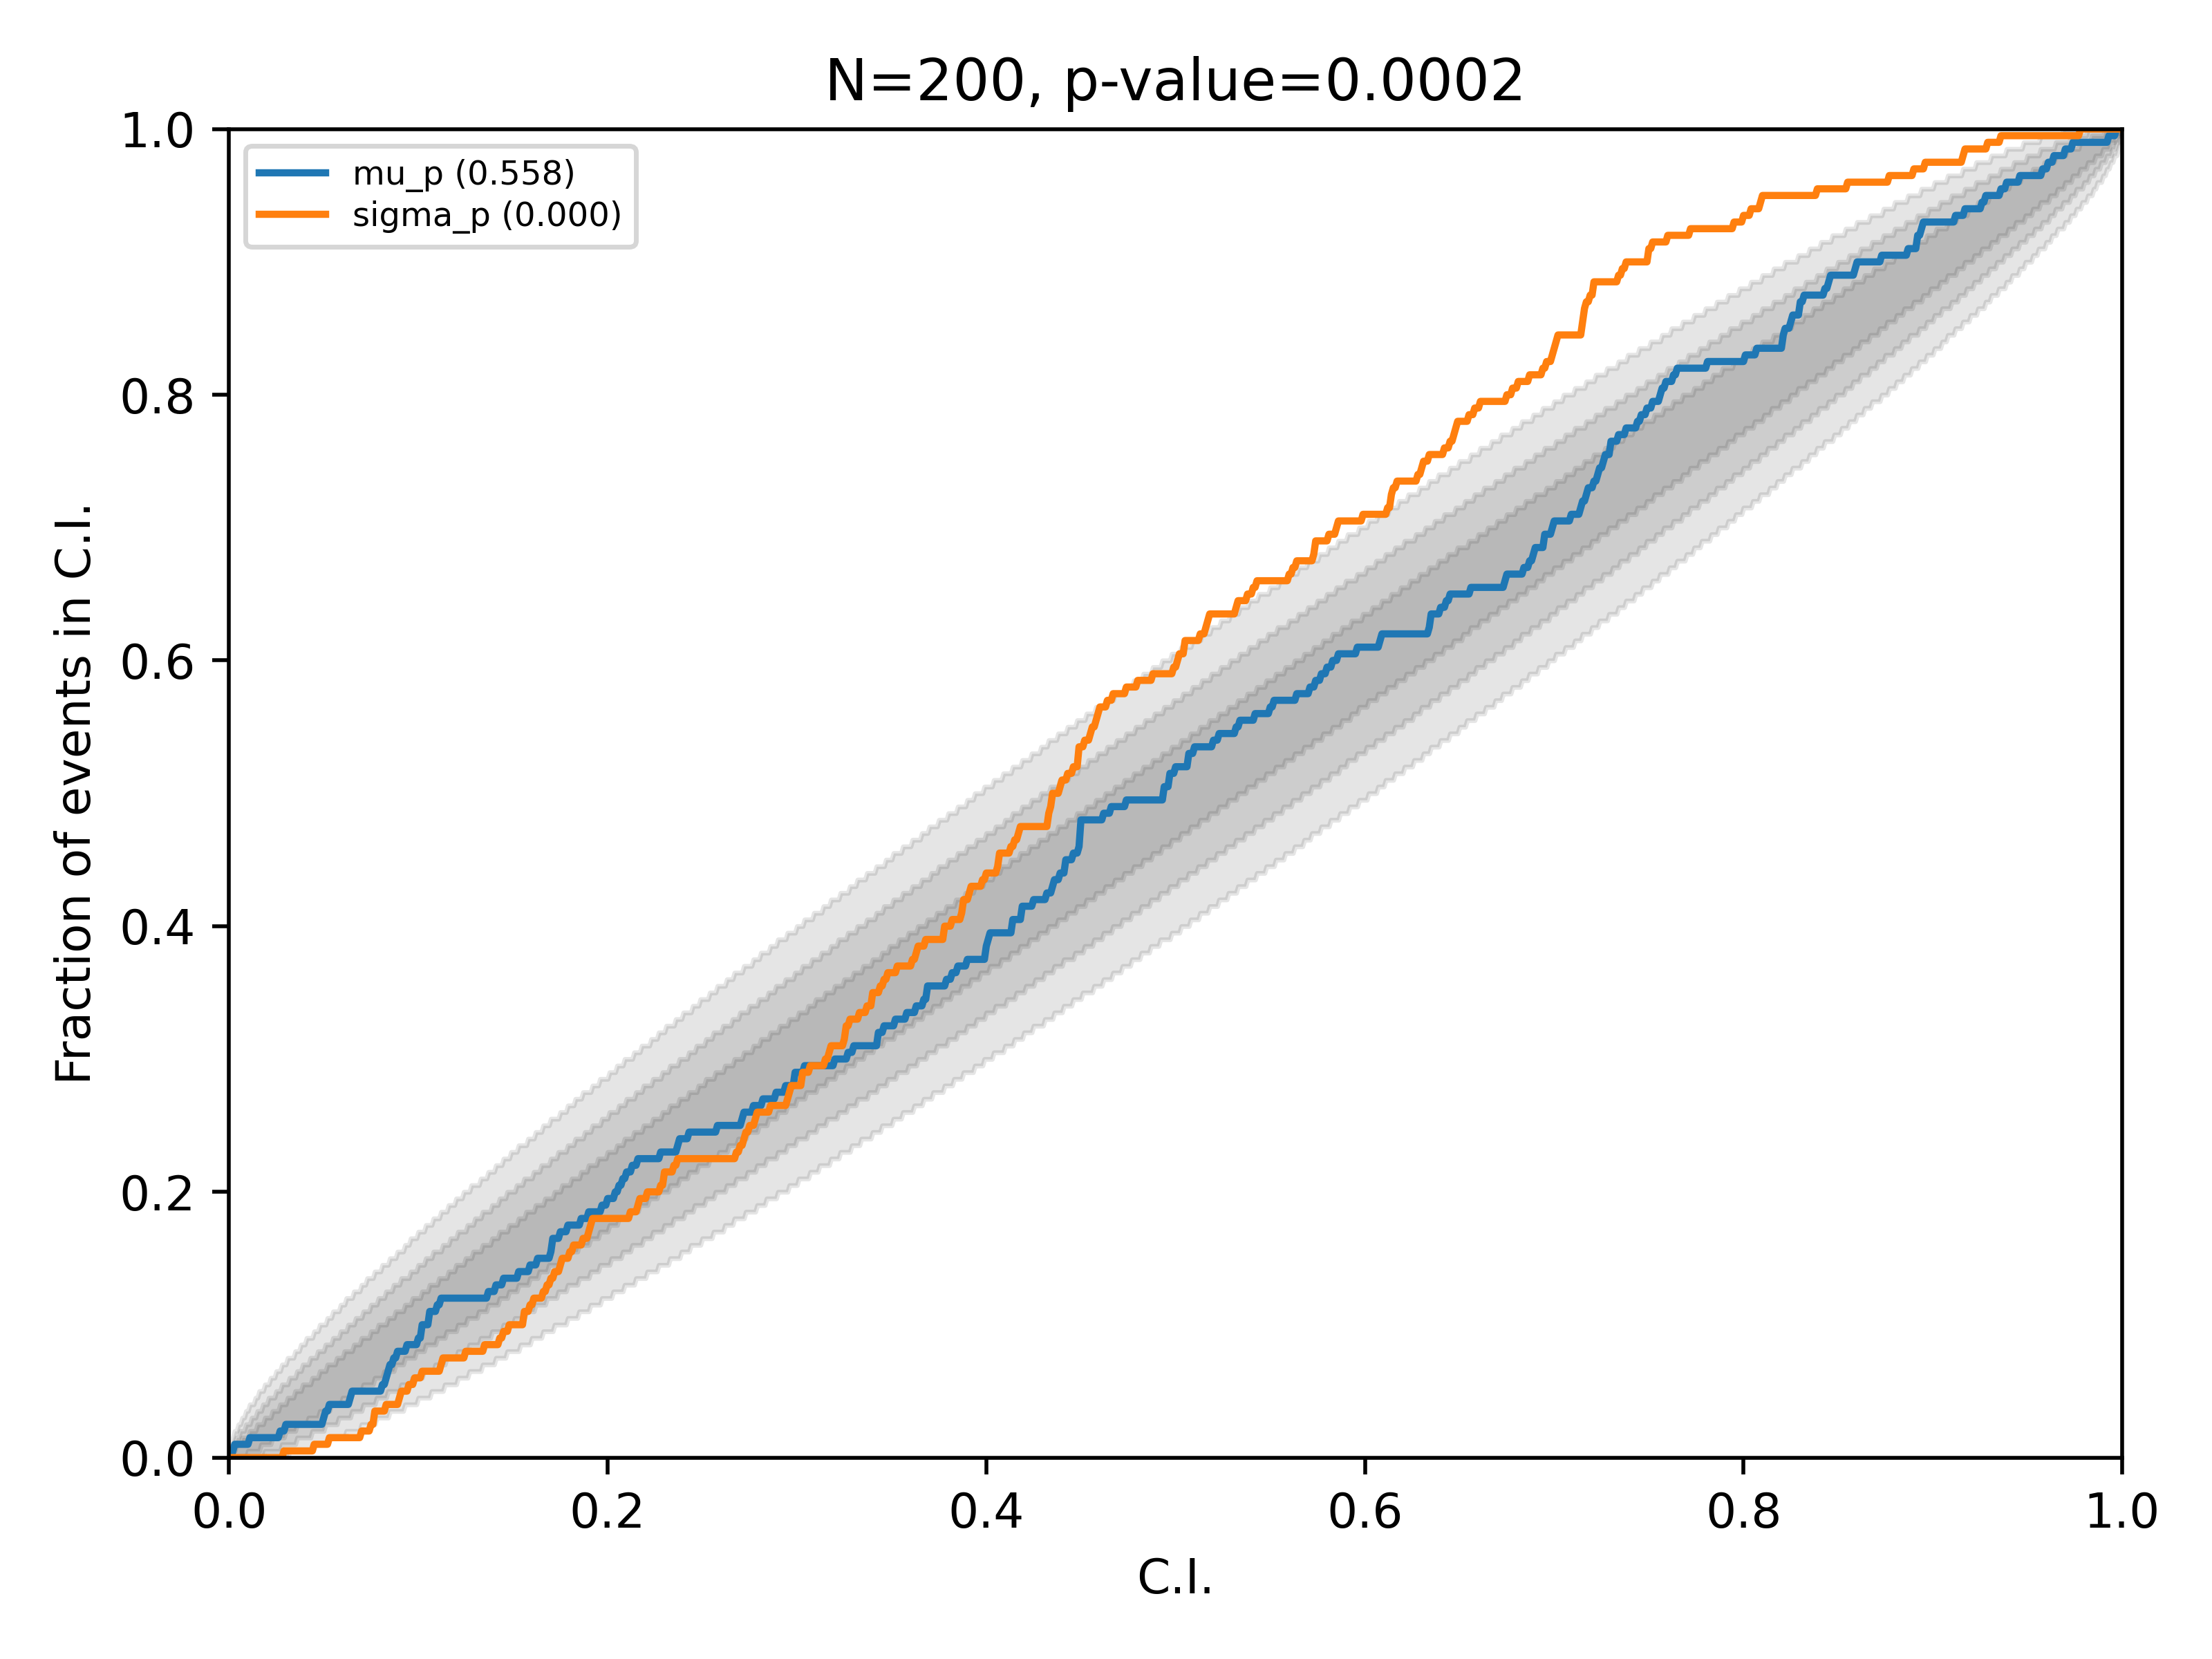 N=200, p-value=0.0002
mu_p (0.558)
sigma_p (0.000)
1.0
0.8
0.6
0.4
0.2
0.0
Fraction of events in C.I.
0.0 0.2 0.4 0.6 0.8 1.0
C.I.